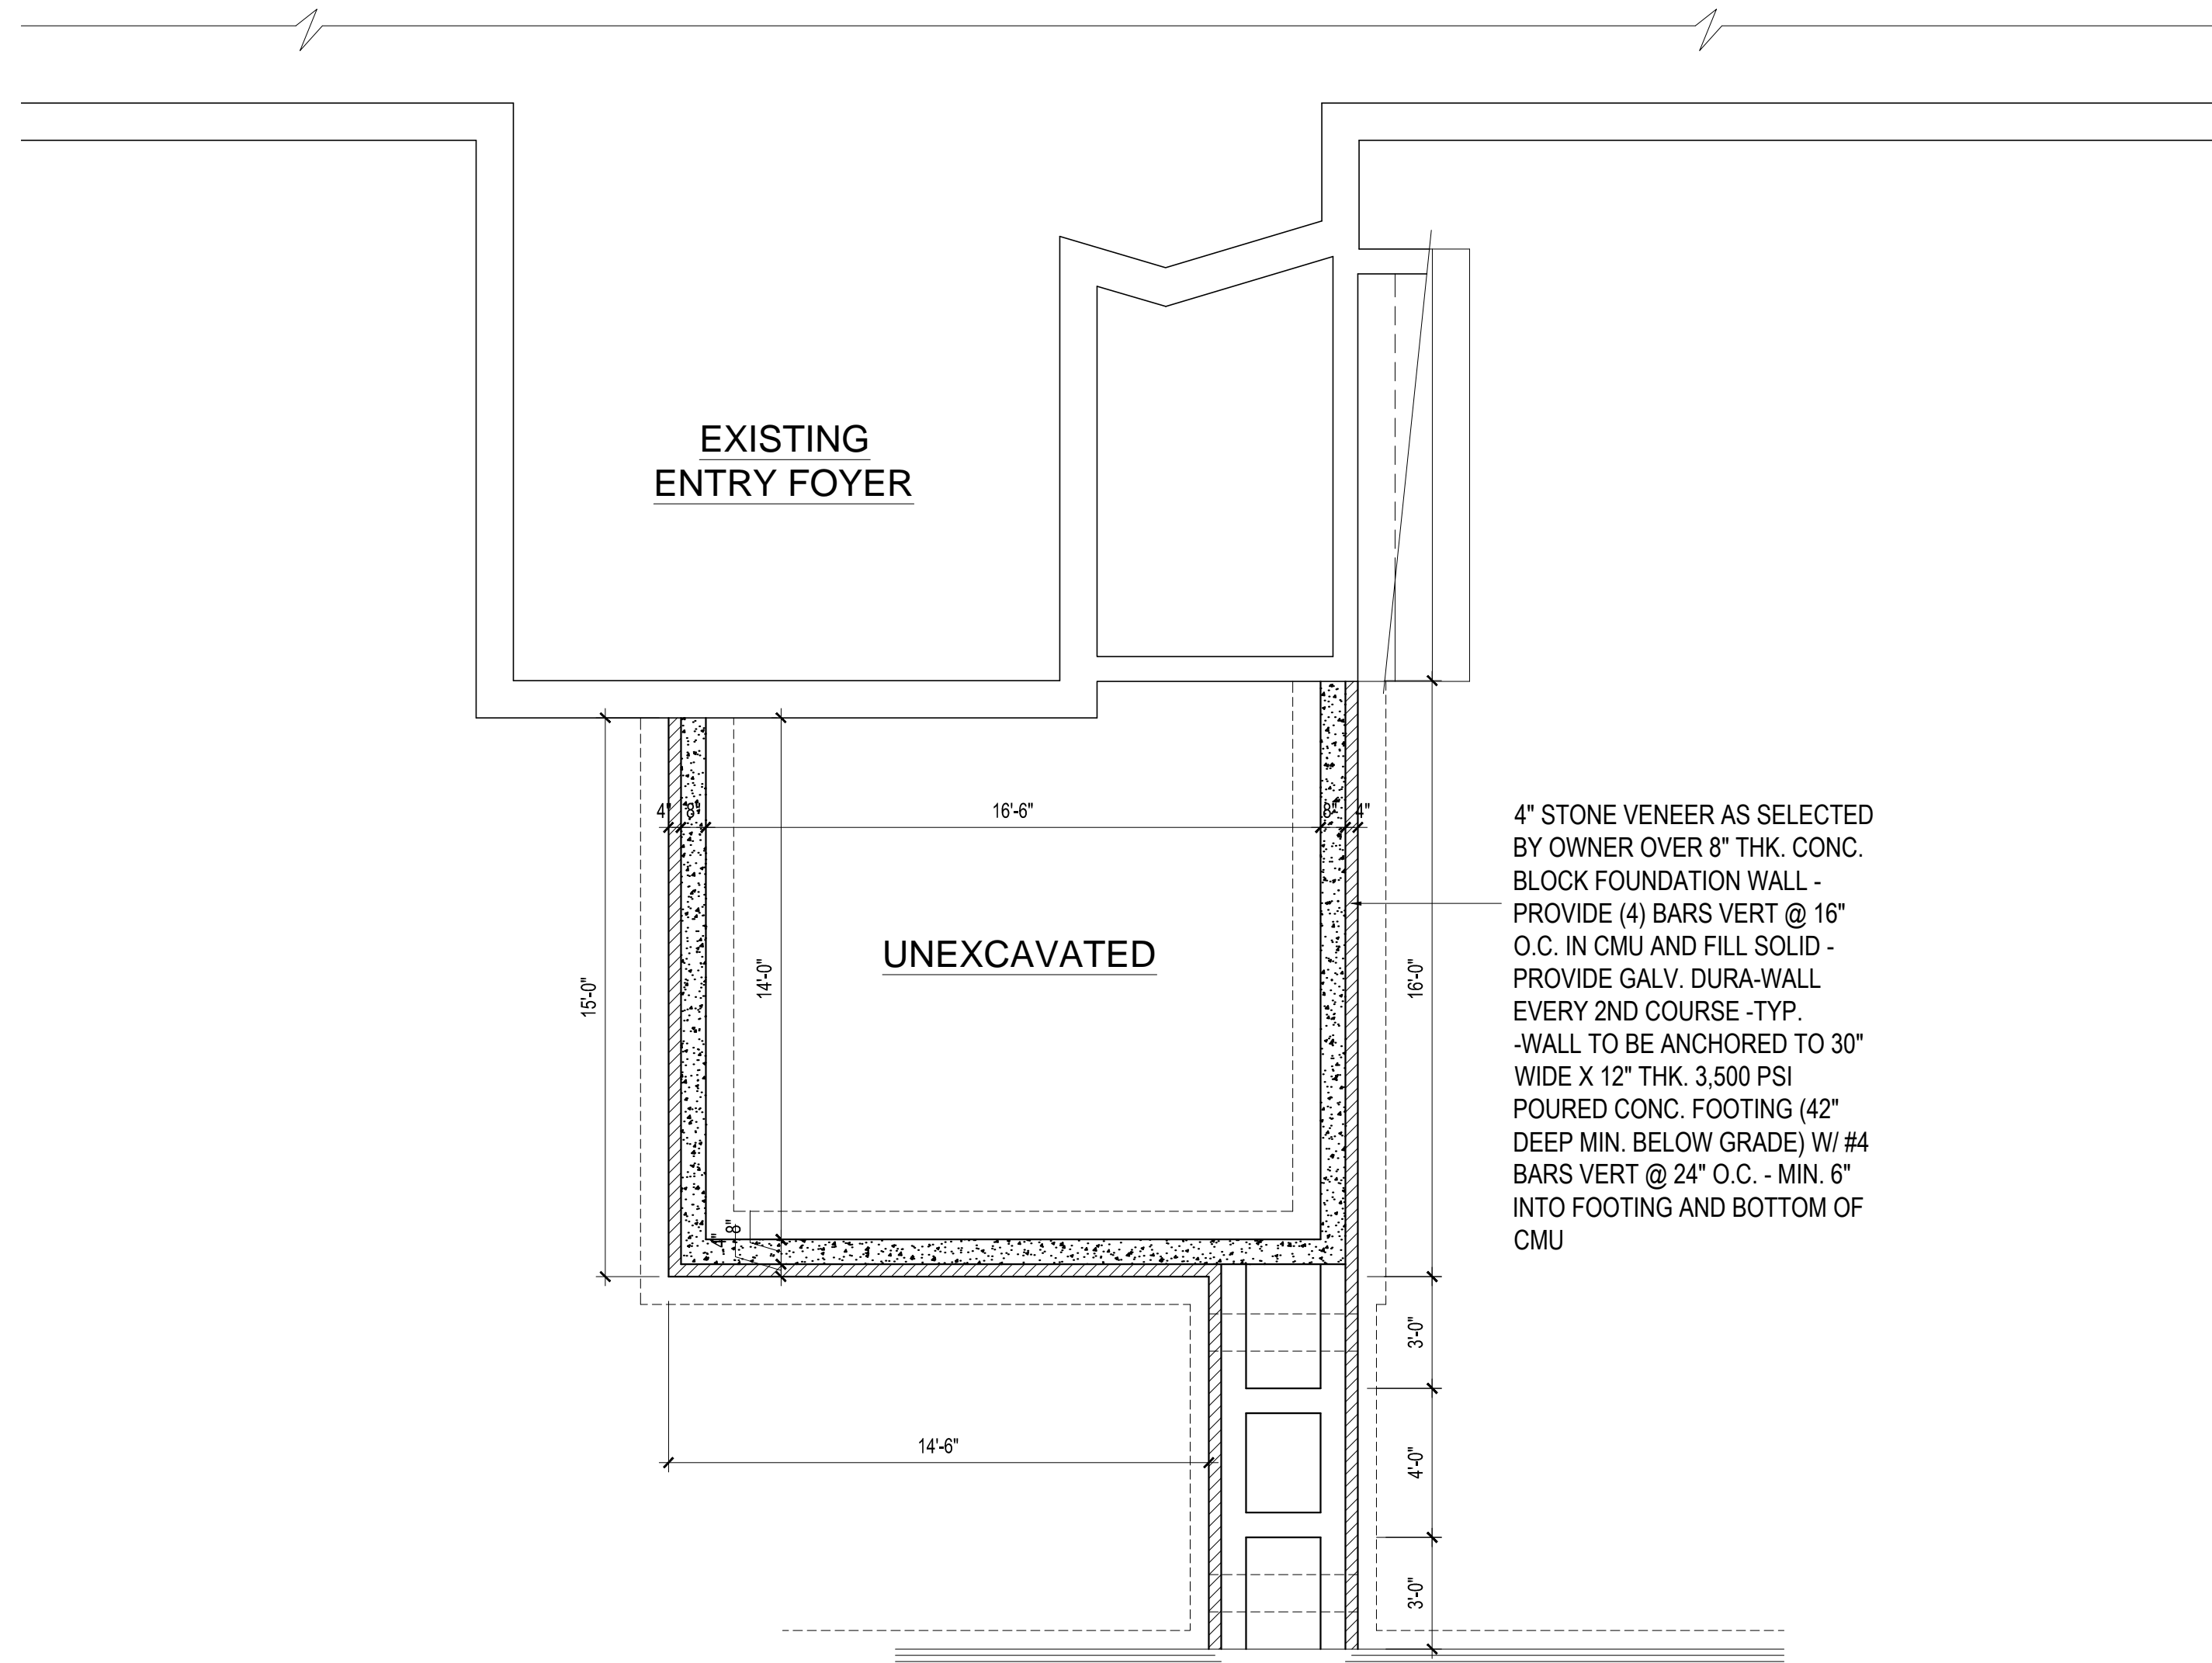 EXISTING
ENTRY FOYER
4" 8" 16'-6" 8" 4"
4" STONE VENEER AS SELECTED
BY OWNER OVER 8" THK. CONC.
BLOCK FOUNDATION WALL -
PROVIDE (4) BARS VERT @ 16"
O.C. IN CMU AND FILL SOLID -
PROVIDE GALV. DURA-WALL
EVERY 2ND COURSE -TYP.
-WALL TO BE ANCHORED TO 30"
WIDE X 12" THK. 3,500 PSI
POURED CONC. FOOTING (42"
DEEP MIN. BELOW GRADE) W/ #4
BARS VERT @ 24" O.C. - MIN. 6"
INTO FOOTING AND BOTTOM OF
CMU
UNEXCAVATED
15'-0"
14'-0"
16'-0"
4"
8"
3'-0"
14'-6"
4'-0"
3'-0"